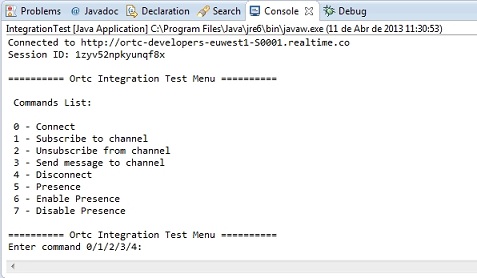 Problems @ Javadoc Declaration Search Console Debug
IntegrationTest [Java Application] C:\Program Files\Java\jre6\bin\javaw.exe (11 de Abr de 2013 11:30:53)
Connected to http://ortc-developers-euwest1-S0001.realtime.co
Session ID: 1zyv52npkyunqf8x
========== Ortc Integration Test Menu ==========
Commands List:
0 - Connect
1 - Subscribe to channel
2 - Unsubscribe from channel
3 - Send message to channel
4 - Disconnect
5 - Presence
6 - Enable Presence
7 - Disable Presence
========== Ortc Integration Test Menu ==========
Enter command 0/1/2/3/4: